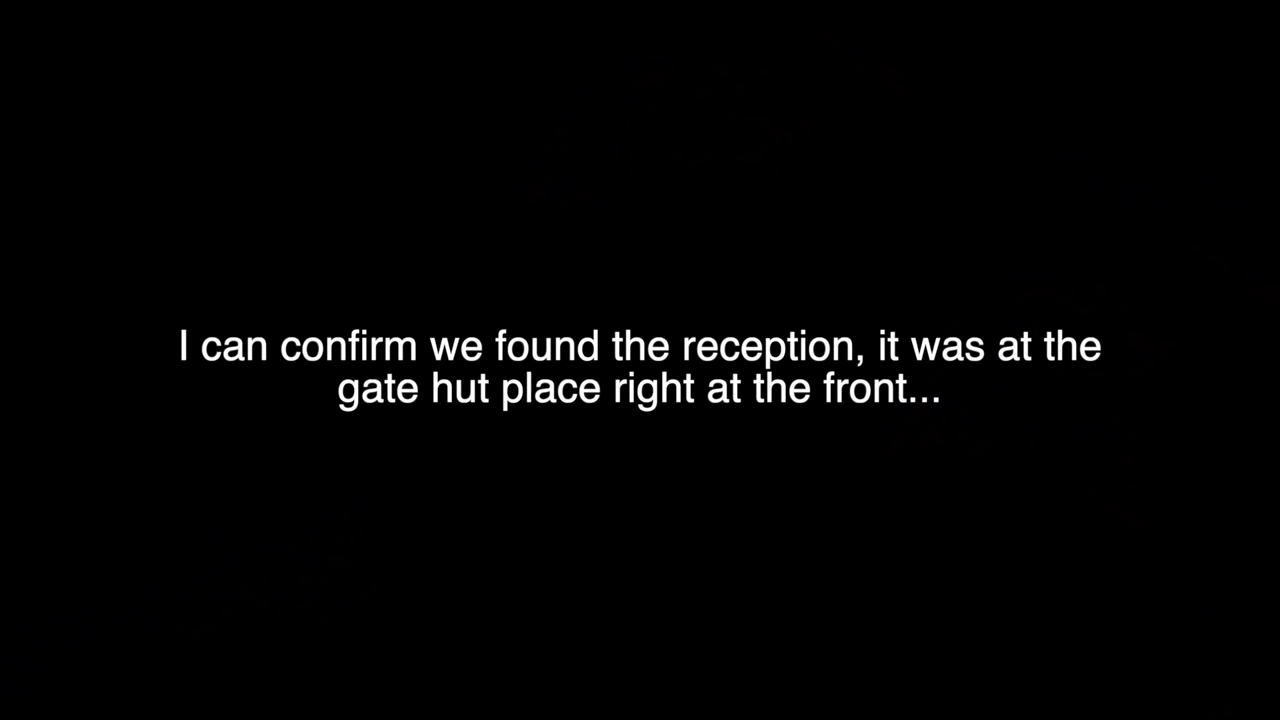 I can confirm we found the reception, it was at the
gate hut place right at the front...